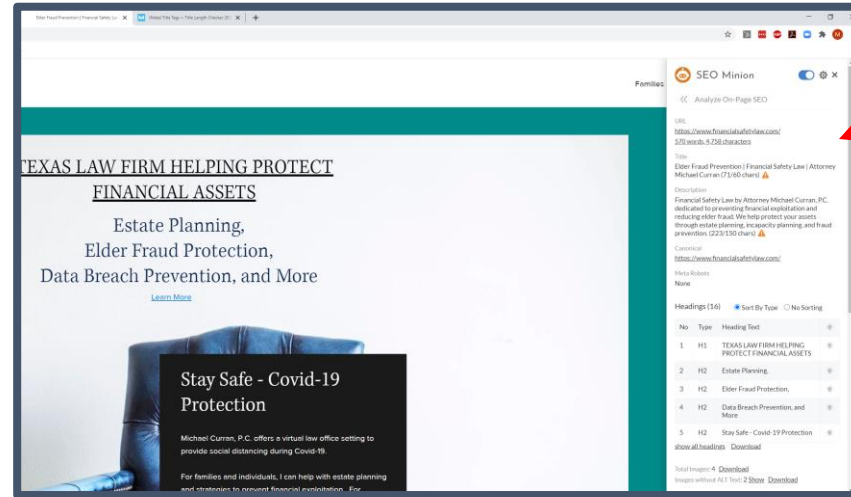 Elder Fraud Prevention | Financial Safety La
Title Length Checker
Families
TEXAS LAW FIRM HELPING PROTECT
FINANCIAL ASSETS
Estate Planning,
Elder Fraud Protection,
Data Breach Prevention, and More
Learn More
Stay Safe - Covid-19
Protection
Michael Curran, P.C. offers a virtual law office setting to
provide social distancing during Covid-19.
For families and individuals, I can help with estate planning
and strategies to prevent financial exploitation. For
SEO Minion
Analyze On-Page SEO
URL
https://www.financialsafetylaw.com/
570 words, 4,758 characters
Title
Elder Fraud Prevention | Financial Safety Law | Attorney
Michael Curran (71/60 chars)
Description
Financial Safety Law by Attorney Michael Curran, P.C.
dedicated to preventing financial exploitation and
reducing elder fraud. We help protect your assets
through estate planning, incapacity planning, and fraud
prevention. (223/150 chars)
Canonical
https://www.financialsafetylaw.com/
Meta Robots
None
Headings (16) Sort By Type No Sorting
No Type Heading Text
1 H1 TEXAS LAW FIRM HELPING
PROTECT FINANCIAL ASSETS
2 H2 Estate Planning,
3 H2 Elder Fraud Protection,
4 H2 Data Breach Prevention, and
More
5 H2 Stay Safe - Covid-19 Protection
show all headings Download
Total Images: 4 Download
Images without ALT Text: 2 Show Download